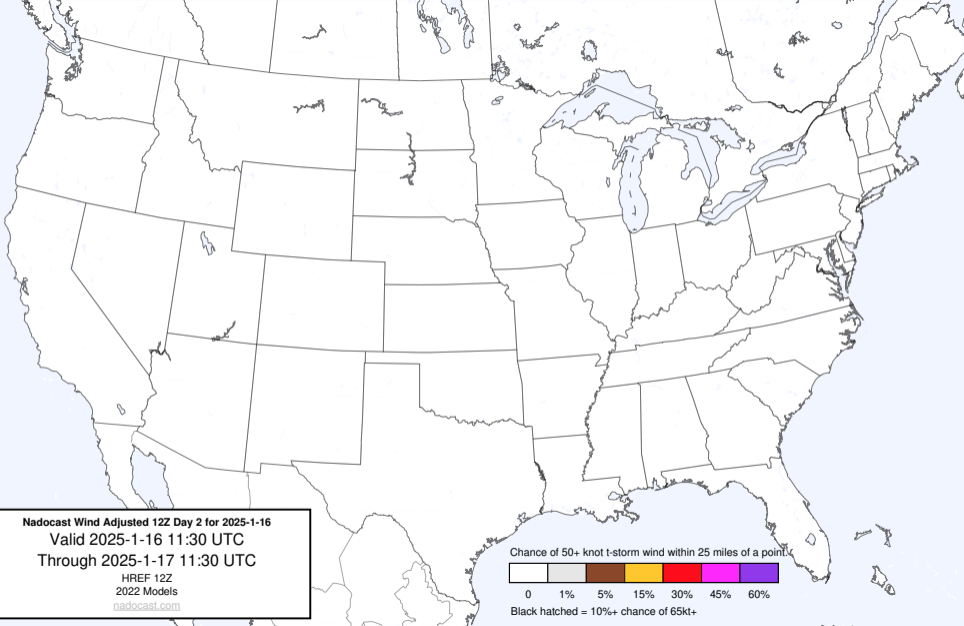 Nadocast Wind Adjusted 12Z Day 2 for 2025-1-16
Valid 2025-1-16 11:30 UTC
Through 2025-1-17 11:30 UTC
HREF 12Z
2022 Models
nadocast.com
Chance of 50+ knot t-storm wind within 25 miles of a point.
0 1% 5% 15% 30% 45% 60%
Black hatched = 10%+ chance of 65kt+